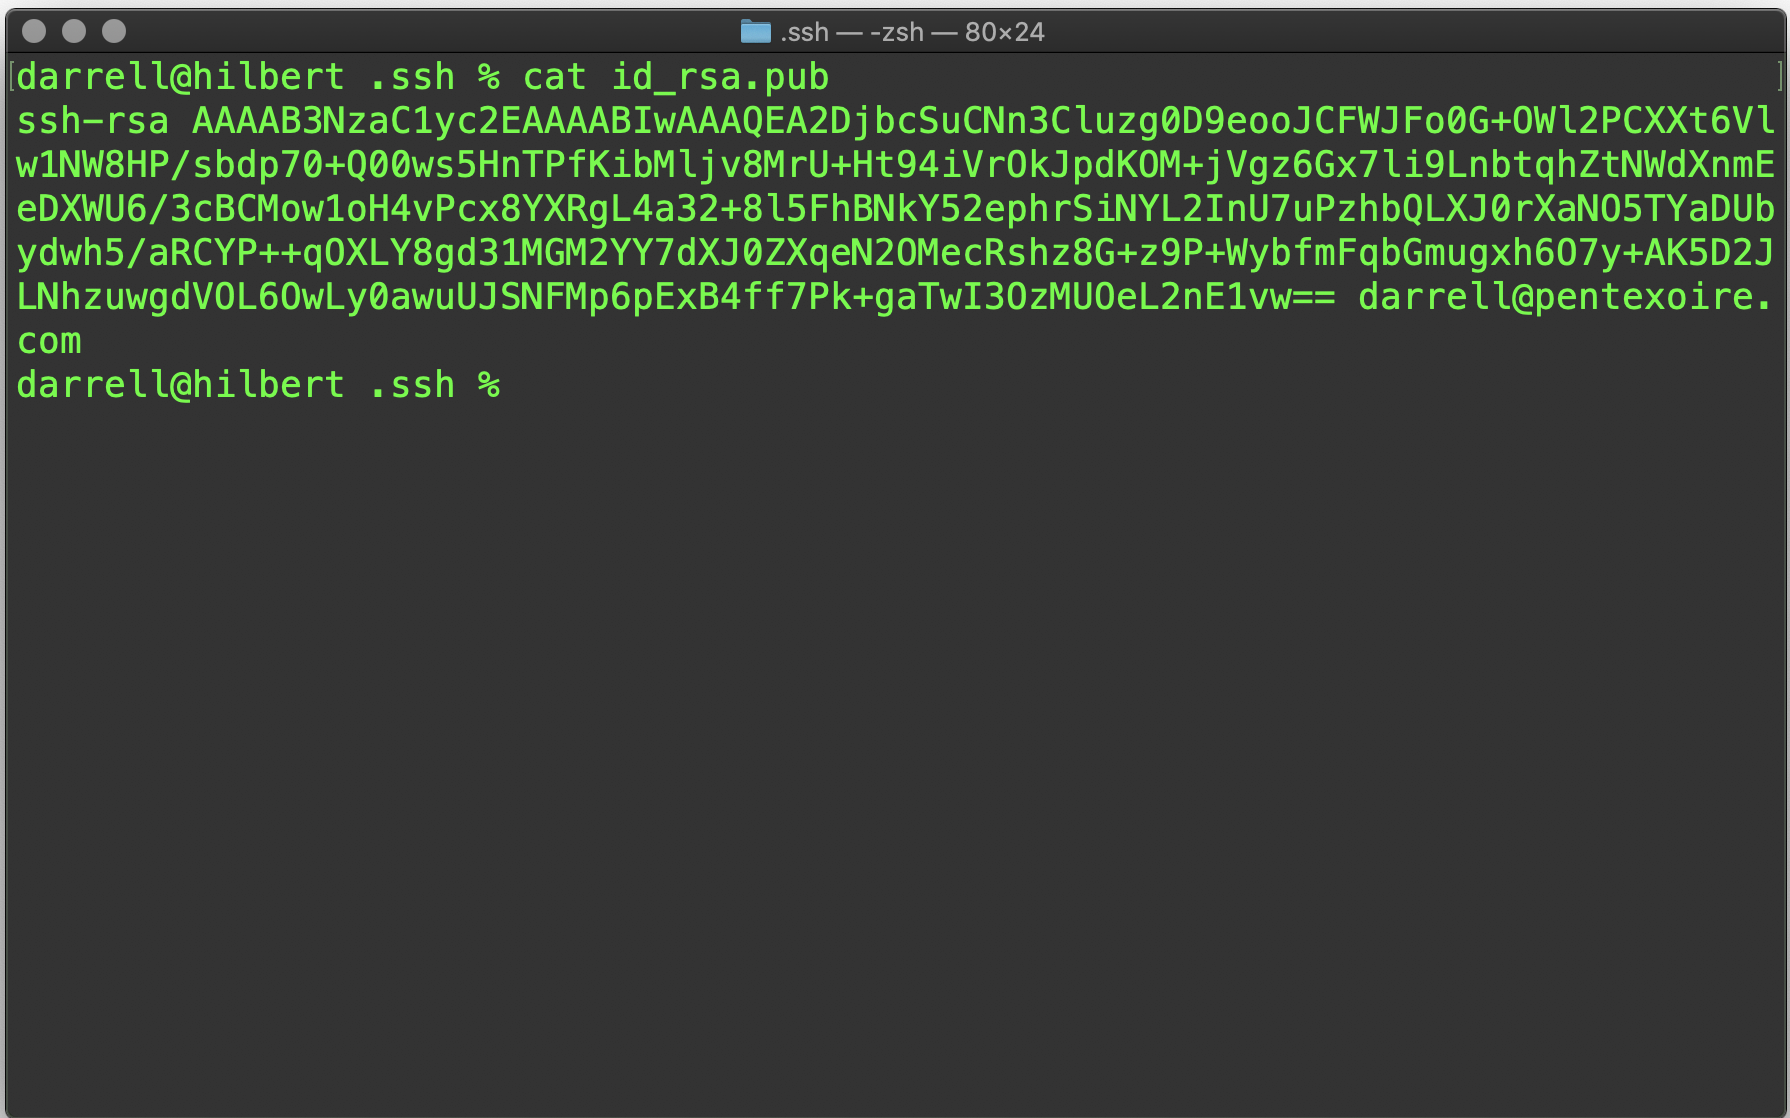 .ssh — -zsh — 80×24
darrell@hilbert .ssh % cat id_rsa.pub
ssh-rsa AAAAB3NzaC1yc2EAAAABIwAAAQEA2DjbcSuCNn3Cluzg0D9eooJCFWJFo0G+OWl2PCXXt6Vl
w1NW8HP/sbdp70+Q00ws5HnTPfKibMljv8MrU+Ht94iVrOkJpdKOM+jVgz6Gx7li9LnbtqhZtNWdXnmE
eDXWU6/3cBCMow1oH4vPcx8YXRgL4a32+8l5FhBNkY52ephrSiNYL2InU7uPzhbQLXJ0rXaNO5TYaDUb
ydwh5/aRCYP++qOXLY8gd31MGM2YY7dXJ0ZXqeN2OMecRshz8G+z9P+WybfmFqbGmugxh6O7y+AK5D2J
LNhzuwgdVOL6OwLy0awuUJSNFMp6pExB4ff7Pk+gaTwI3OzMUOeL2nE1vw== darrell@pentexoire.
com
darrell@hilbert .ssh %